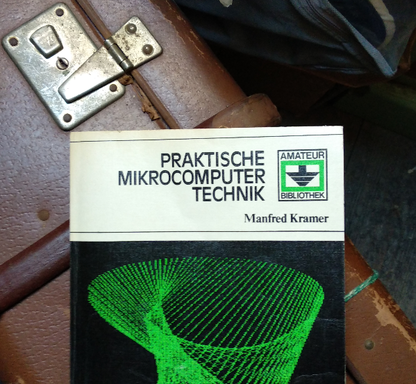 PRAKTISCHE
MIKROCOMPUTER
TECHNIK
AMATEUR
BIBLIOTHEK
Manfred Kramer